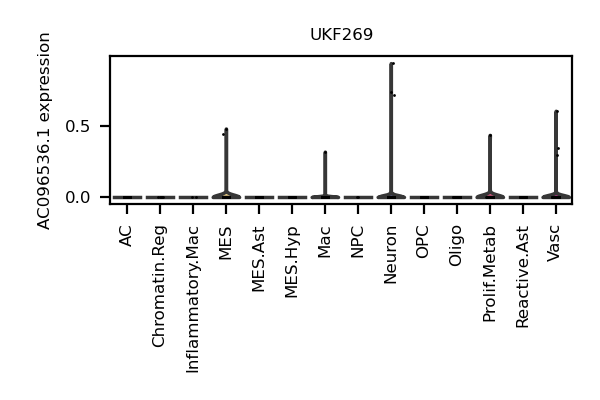 UKF269
AC096536.1 expression
0.5
0.0
AC
Chromatin.Reg
Inflammatory.Mac
MES
MES.Ast
MES.Hyp
Mac
NPC
Neuron
OPC
Oligo
Prolif.Metab
Reactive.Ast
Vasc